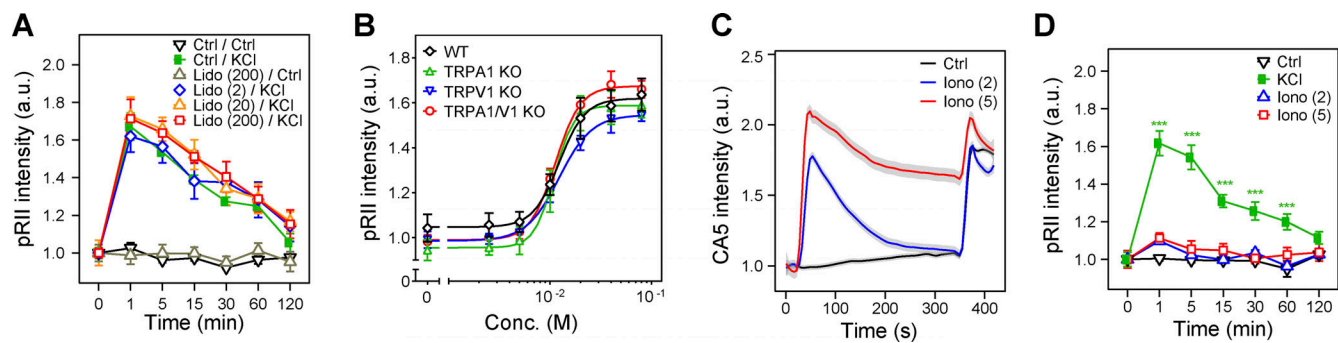 A
pRII intensity (a.u.)
2.0
1.8
1.6
1.4
1.2
1.0
Ctrl / Ctrl
Ctrl / KCl
Lido (200) / Ctrl
Lido (2) / KCl
Lido (20) / KCl
Lido (200) / KCl
0 1 5 15 30 60 120
Time (min)
B
pRII intensity (a.u.)
1.8
1.6
1.4
1.2
1.0
0
WT
TRPA1 KO
TRPV1 KO
TRPA1/V1 KO
0 10-2 10-1
Conc. (M)
C
CA5 intensity (a.u.)
2.5
2.0
1.5
1.0
Ctrl
Iono (2)
Iono (5)
0 100 200 300 400
Time (s)
D
pRII intensity (a.u.)
2.0
1.8
1.6
1.4
1.2
1.0
Ctrl
KCl
Iono (2)
Iono (5)
***
***
***
***
***
0 1 5 15 30 60 120
Time (min)